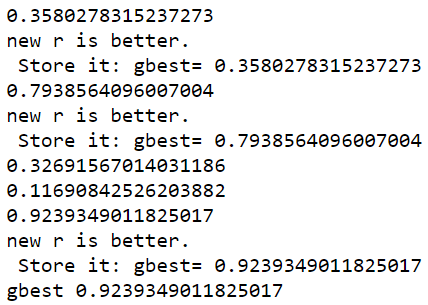 0.3580278315237273
new r is better.
 Store it: gbest= 0.3580278315237273
0.7938564096007004
new r is better.
 Store it: gbest= 0.7938564096007004
0.32691567014031186
0.11690842526203882
0.9239349011825017
new r is better.
 Store it: gbest= 0.9239349011825017
gbest 0.9239349011825017